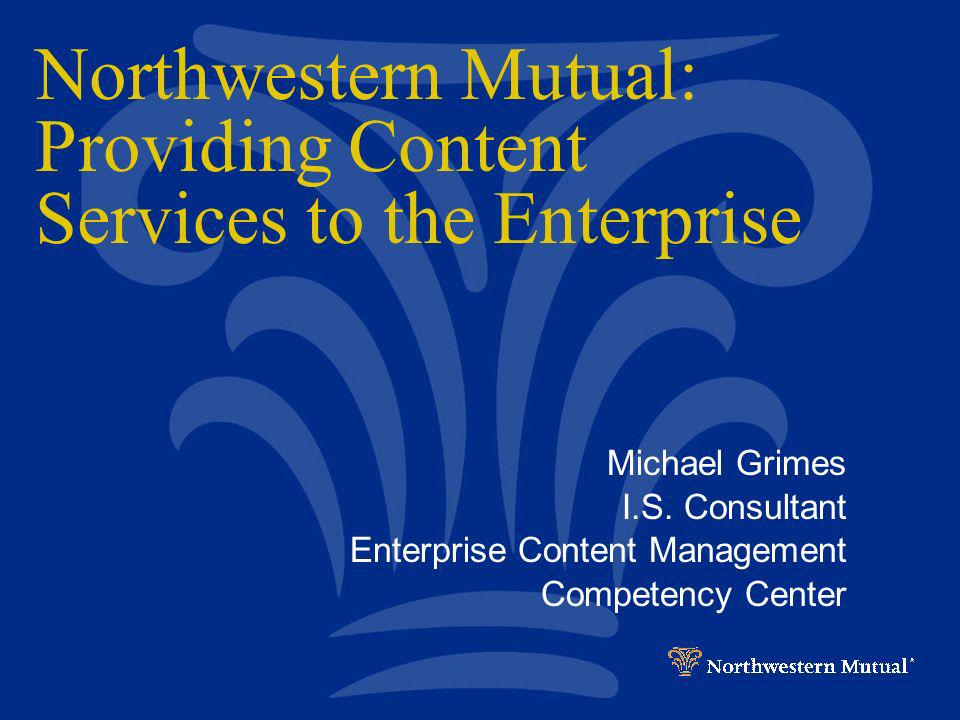 Northwestern Mutual:
Providing Content
Services to the Enterprise
Michael Grimes
I.S. Consultant
Enterprise Content Management
Competency Center
Northwestern Mutual